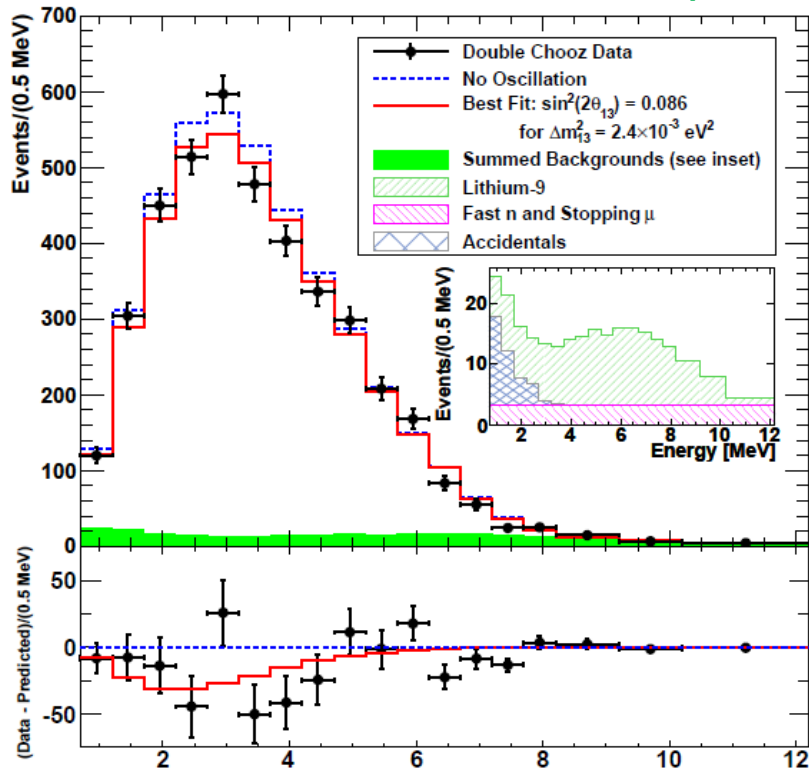 700
600
500
400
300
200
100
0
Events/(0.5 MeV)
Double Chooz Data
No Oscillation
Best Fit: sin²(2θ₁₃) = 0.086
for Δm²₁₃ = 2.4×10⁻³ eV²
Summed Backgrounds (see inset)
Lithium-9
Fast n and Stopping μ
Accidentals
Events/(0.5 MeV)
20
10
0
2 4 6 8 10 12
Energy [MeV]
(Data - Predicted)/(0.5 MeV)
50
0
-50
2 4 6 8 10 12